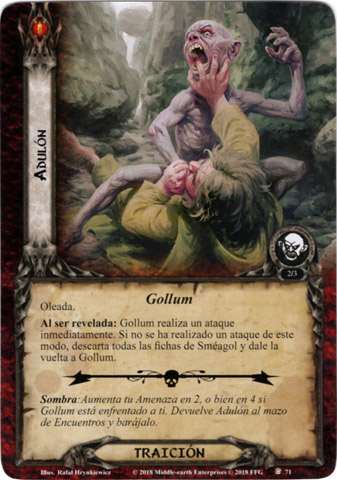 ADULÓN
2/3
Gollum
Oleada.
Al ser revelada: Gollum realiza un ataque
inmediatamente. Si no se ha realizado un ataque de este
modo, descarta todas las fichas de Sméagol y dale la
vuelta a Gollum.
Sombra: Aumenta tu Amenaza en 2, o bien en 4 si
Gollum está enfrentado a ti. Devuelve Adulón al mazo
de Encuentros y barájalo.
TRAICIÓN
Illus. Rafal Hrynkiewicz © 2018 Middle-earth Enterprises © 2018 FFG 71